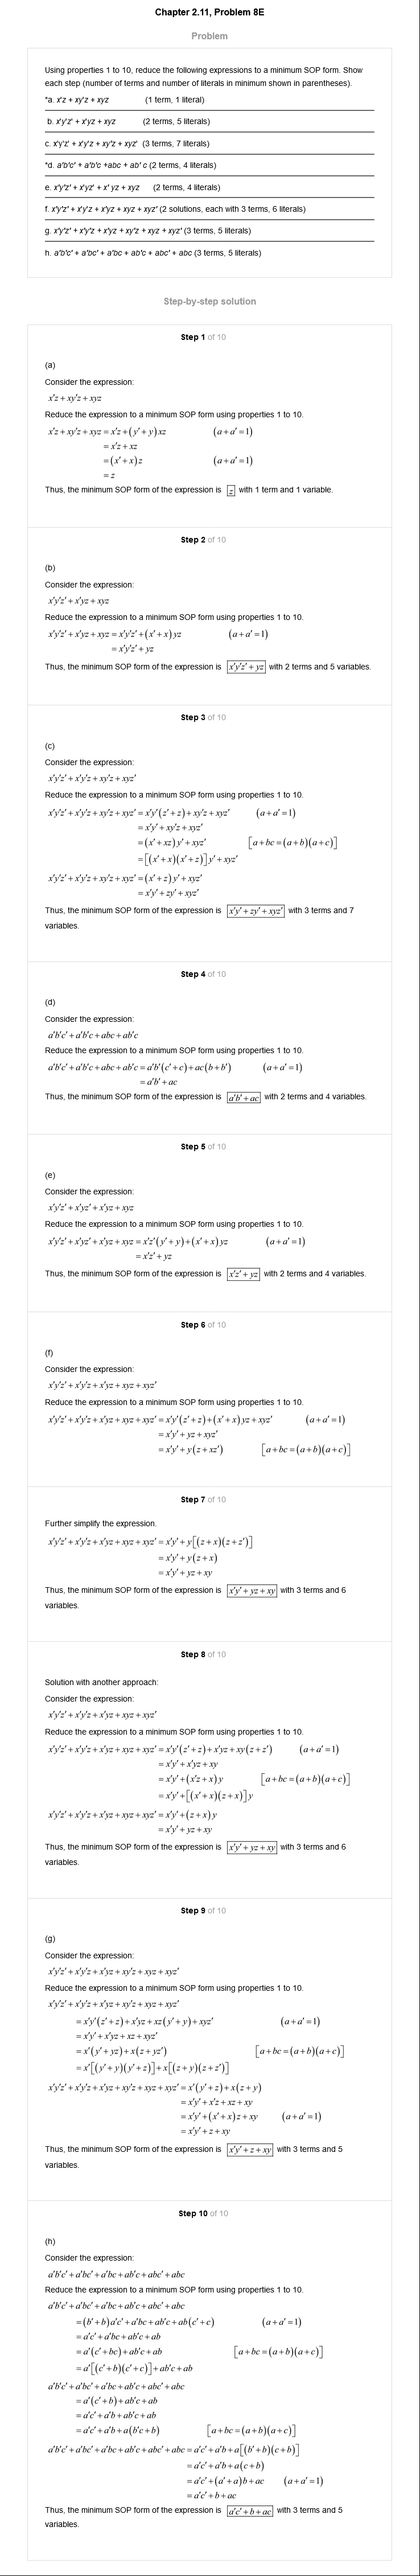 Chapter 2.11, Problem 8E
Problem
Using properties 1 to 10, reduce the following expressions to a minimum SOP form. Show
each step (number of terms and number of literals in minimum shown in parentheses).
*a. x'z + xy'z + xyz (1 term, 1 literal)
b. x'y'z' + x'yz + xyz (2 terms, 5 literals)
c. x'y'z' + x'y'z + xy'z + xyz' (3 terms, 7 literals)
*d. a'b'c' + a'b'c +abc + ab' c (2 terms, 4 literals)
e. x'y'z' + x'yz' + x' yz + xyz (2 terms, 4 literals)
f. x'y'z' + x'y'z + x'yz + xyz + xyz' (2 solutions, each with 3 terms, 6 literals)
g. x'y'z' + x'y'z + x'yz + xy'z + xyz + xyz' (3 terms, 5 literals)
h. a'b'c' + a'bc' + a'bc + ab'c + abc' + abc (3 terms, 5 literals)
Step-by-step solution
Step 1 of 10
(a)
Consider the expression:
x'z + xy'z + xyz
Reduce the expression to a minimum SOP form using properties 1 to 10.
x'z + xy'z + xyz = x'z + (y' + y) xz (a + a' = 1)
= x'z + xz
= (x' + x) z (a + a' = 1)
= z
Thus, the minimum SOP form of the expression is z with 1 term and 1 variable.
Step 2 of 10
(b)
Consider the expression:
x'y'z' + x'yz + xyz
Reduce the expression to a minimum SOP form using properties 1 to 10.
x'y'z' + x'yz + xyz = x'y'z' + (x' + x) yz (a + a' = 1)
= x'y'z' + yz
Thus, the minimum SOP form of the expression is x'y'z' + yz with 2 terms and 5 variables.
Step 3 of 10
(c)
Consider the expression:
x'y'z' + x'y'z + xy'z + xyz'
Reduce the expression to a minimum SOP form using properties 1 to 10.
x'y'z' + x'y'z + xy'z + xyz' = x'y' (z' + z) + xy'z + xyz' (a + a' = 1)
= x'y' + xy'z + xyz'
= (x' + xz) y' + xyz' [a + bc = (a + b)(a + c)]
= [(x' + x)(x' + z)] y' + xyz'
x'y'z' + x'y'z + xy'z + xyz' = (x' + z) y' + xyz'
= x'y' + zy' + xyz'
Thus, the minimum SOP form of the expression is x'y' + zy' + xyz' with 3 terms and 7
variables.
Step 4 of 10
(d)
Consider the expression:
a'b'c' + a'b'c + abc + ab'c
Reduce the expression to a minimum SOP form using properties 1 to 10.
a'b'c' + a'b'c + abc + ab'c = a'b' (c' + c) + ac (b + b') (a + a' = 1)
= a'b' + ac
Thus, the minimum SOP form of the expression is a'b' + ac with 2 terms and 4 variables.
Step 5 of 10
(e)
Consider the expression:
x'y'z' + x'yz' + x'yz + xyz
Reduce the expression to a minimum SOP form using properties 1 to 10.
x'y'z' + x'yz' + x'yz + xyz = x'z' (y' + y) + (x' + x) yz (a + a' = 1)
= x'z' + yz
Thus, the minimum SOP form of the expression is x'z' + yz with 2 terms and 4 variables.
Step 6 of 10
(f)
Consider the expression:
x'y'z' + x'y'z + x'yz + xyz + xyz'
Reduce the expression to a minimum SOP form using properties 1 to 10.
x'y'z' + x'y'z + x'yz + xyz + xyz' = x'y' (z' + z) + (x' + x) yz + xyz' (a + a' = 1)
= x'y' + yz + xyz'
= x'y' + y (z + xz') [a + bc = (a + b)(a + c)]
Step 7 of 10
Further simplify the expression.
x'y'z' + x'y'z + x'yz + xyz + xyz' = x'y' + y [(z + x)(z + z')]
= x'y' + y (z + x)
= x'y' + yz + xy
Thus, the minimum SOP form of the expression is x'y' + yz + xy with 3 terms and 6
variables.
Step 8 of 10
Solution with another approach:
Consider the expression:
x'y'z' + x'y'z + x'yz + xyz + xyz'
Reduce the expression to a minimum SOP form using properties 1 to 10.
x'y'z' + x'y'z + x'yz + xyz + xyz' = x'y' (z' + z) + x'yz + xy (z + z') (a + a' = 1)
= x'y' + x'yz + xy
= x'y' + (x'z + x) y [a + bc = (a + b)(a + c)]
= x'y' + [(x' + x)(z + x)] y
x'y'z' + x'y'z + x'yz + xyz + xyz' = x'y' + (z + x) y
= x'y' + yz + xy
Thus, the minimum SOP form of the expression is x'y' + yz + xy with 3 terms and 6
variables.
Step 9 of 10
(g)
Consider the expression:
x'y'z' + x'y'z + x'yz + xy'z + xyz + xyz'
Reduce the expression to a minimum SOP form using properties 1 to 10.
x'y'z' + x'y'z + x'yz + xy'z + xyz + xyz'
= x'y' (z' + z) + x'yz + xz (y' + y) + xyz' (a + a' = 1)
= x'y' + x'yz + xz + xyz'
= x' (y' + yz) + x (z + yz') [a + bc = (a + b)(a + c)]
= x' [(y' + y)(y' + z)] + x [(z + y)(z + z')]
x'y'z' + x'y'z + x'yz + xy'z + xyz + xyz' = x' (y' + z) + x (z + y)
= x'y' + x'z + xz + xy
= x'y' + (x' + x) z + xy (a + a' = 1)
= x'y' + z + xy
Thus, the minimum SOP form of the expression is x'y' + z + xy with 3 terms and 5
variables.
Step 10 of 10
(h)
Consider the expression:
a'b'c' + a'bc' + a'bc + ab'c + abc' + abc
Reduce the expression to a minimum SOP form using properties 1 to 10.
a'b'c' + a'bc' + a'bc + ab'c + abc' + abc
= (b' + b) a'c' + a'bc + ab'c + ab (c' + c) (a + a' = 1)
= a'c' + a'bc + ab'c + ab
= a' (c' + bc) + ab'c + ab [a + bc = (a + b)(a + c)]
= a' [(c' + b)(c' + c)] + ab'c + ab
a'b'c' + a'bc' + a'bc + ab'c + abc' + abc
= a' (c' + b) + ab'c + ab
= a'c' + a'b + ab'c + ab
= a'c' + a'b + a (b'c + b) [a + bc = (a + b)(a + c)]
a'b'c' + a'bc' + a'bc + ab'c + abc' + abc = a'c' + a'b + a [(b' + b)(c + b)]
= a'c' + a'b + a (c + b)
= a'c' + (a' + a) b + ac (a + a' = 1)
= a'c' + b + ac
Thus, the minimum SOP form of the expression is a'c' + b + ac with 3 terms and 5
variables.